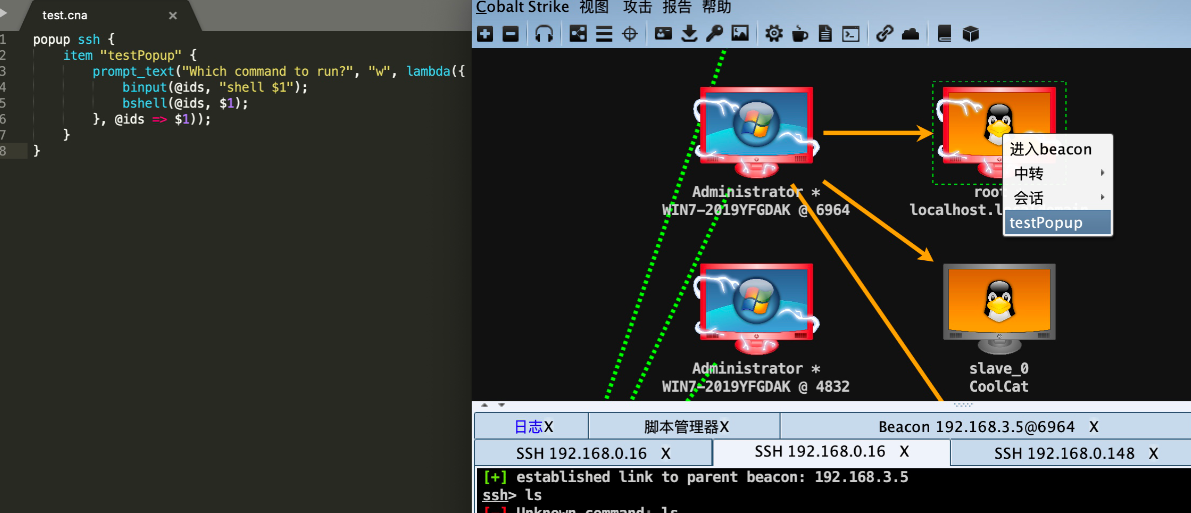 test.cna
1 popup ssh {
2 item "testPopup" {
3 prompt_text("Which command to run?", "w", lambda({
4 binput(@ids, "shell $1");
5 bshell(@ids, $1);
6 }, @ids => $1));
7 }
8 }
Cobalt Strike 视图 攻击 报告 帮助
Administrator *
WIN7-2019YFGDAK @ 6964
root
localhost.l
进入beacon
中转
会话
testPopup
Administrator *
WIN7-2019YFGDAK @ 4832
slave_0
CoolCat
日志X 脚本管理器X Beacon 192.168.3.5@6964 X
SSH 192.168.0.16 X SSH 192.168.0.16 X SSH 192.168.0.148 X
[+] established link to parent beacon: 192.168.3.5
ssh> ls
Unknown command: ls